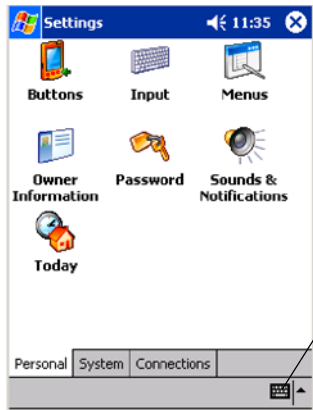 Settings 11:35
Buttons Input Menus
Owner Information Password Sounds & Notifications
Today
Personal System Connections